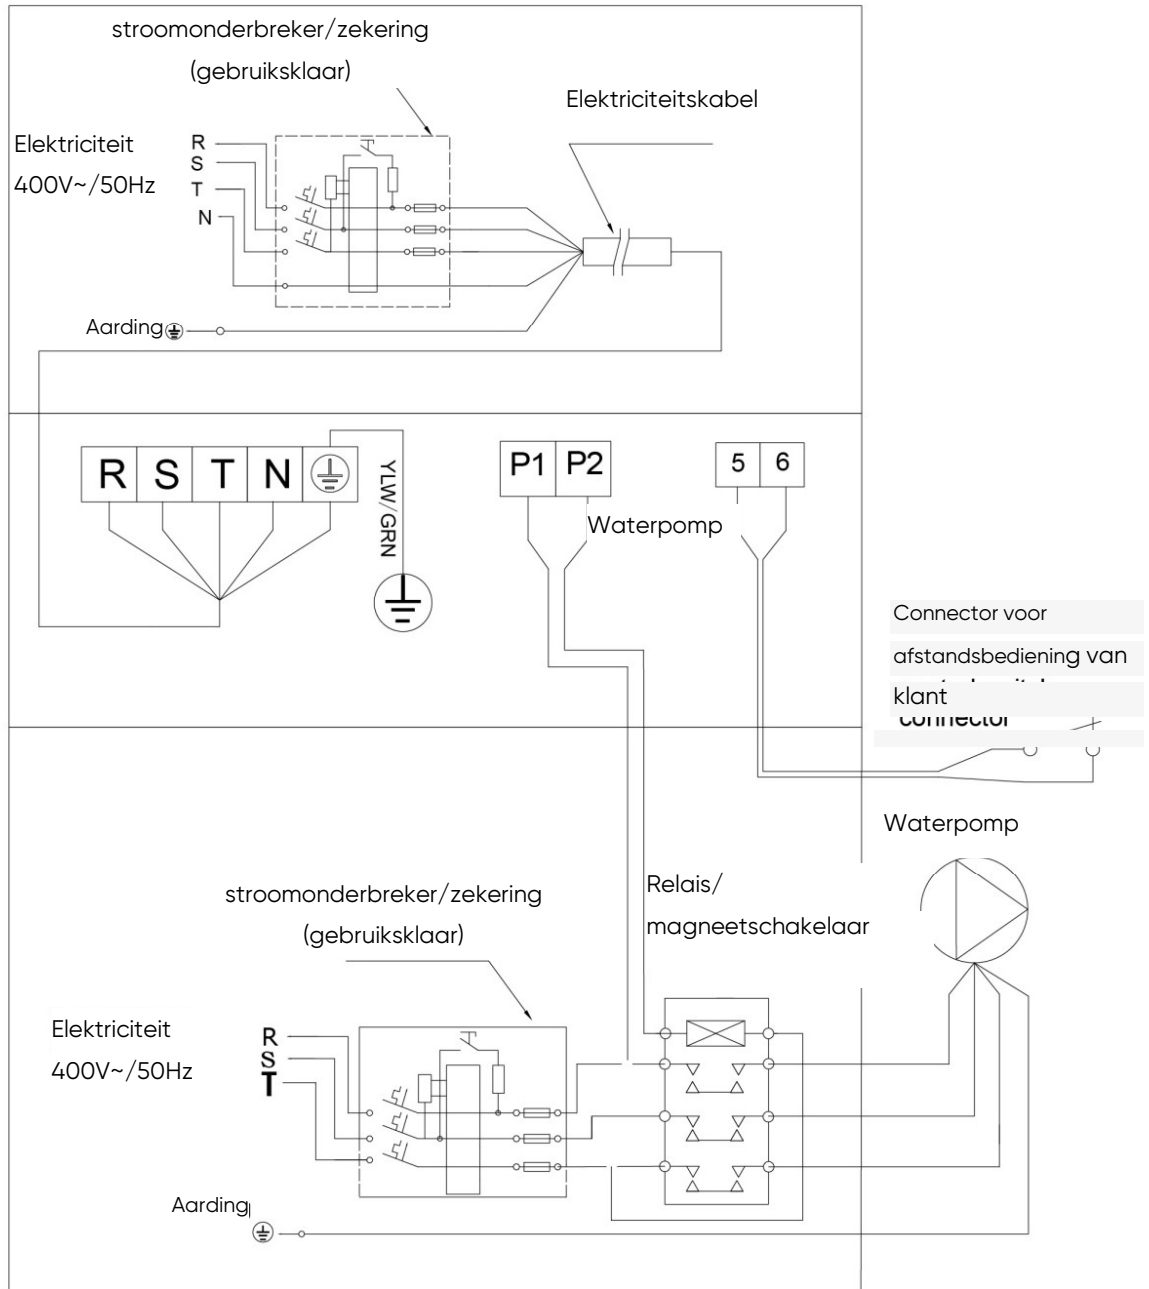 stroomonderbreker/zekering
(gebruiksklaar)
Elektriciteitskabel
Elektriciteit
400V~/50Hz
R
S
T
N
Aarding
R S T N
YLW/GRN
P1 P2
5 6
Waterpomp
Connector voor
afstandsbediening van
klant
connector
Waterpomp
Relais/
magneetschakelaar
stroomonderbreker/zekering
(gebruiksklaar)
Elektriciteit
400V~/50Hz
R
S
T
Aarding